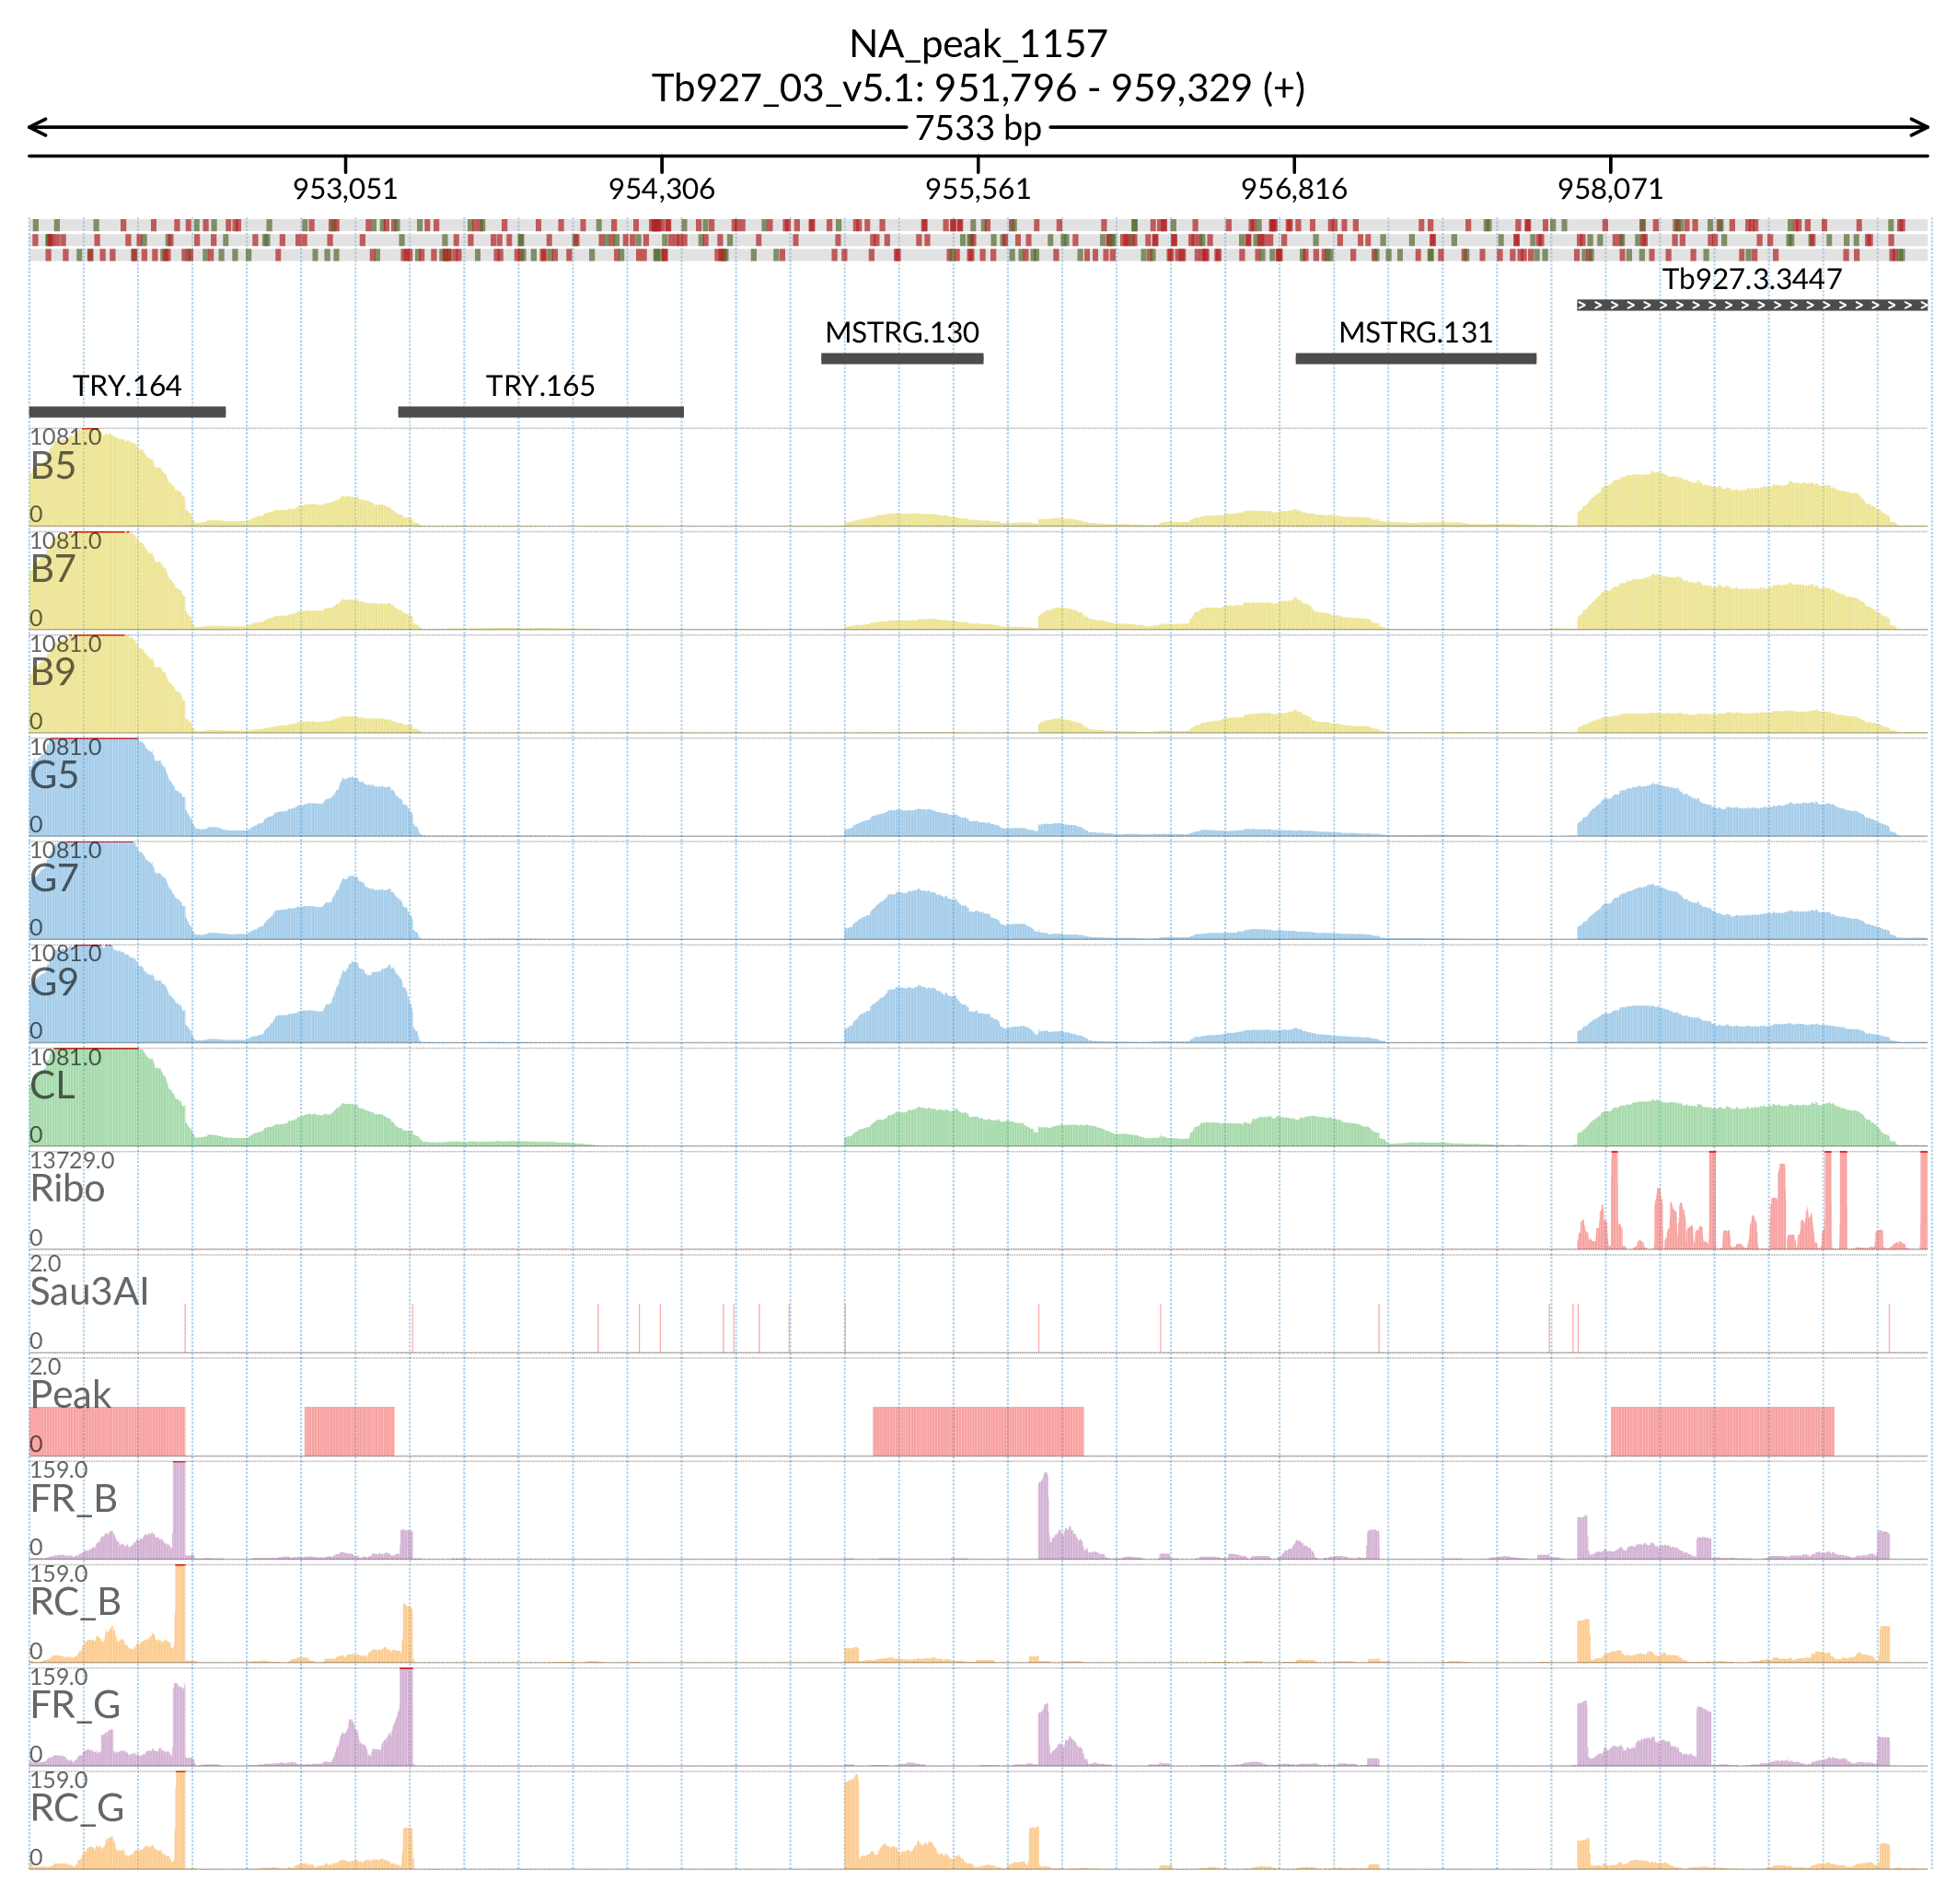 NA_peak_1157
Tb927_03_v5.1: 951,796 - 959,329 (+)
7533 bp
953,051 954,306 955,561 956,816 958,071
Tb927.3.3447
MSTRG.130 MSTRG.131
TRY.164 TRY.165
1081.0
B5
0
1081.0
B7
0
1081.0
B9
0
1081.0
G5
0
1081.0
G7
0
1081.0
G9
0
1081.0
CL
0
13729.0
Ribo
0
2.0
Sau3AI
0
2.0
Peak
0
159.0
FR_B
0
159.0
RC_B
0
159.0
FR_G
0
159.0
RC_G
0